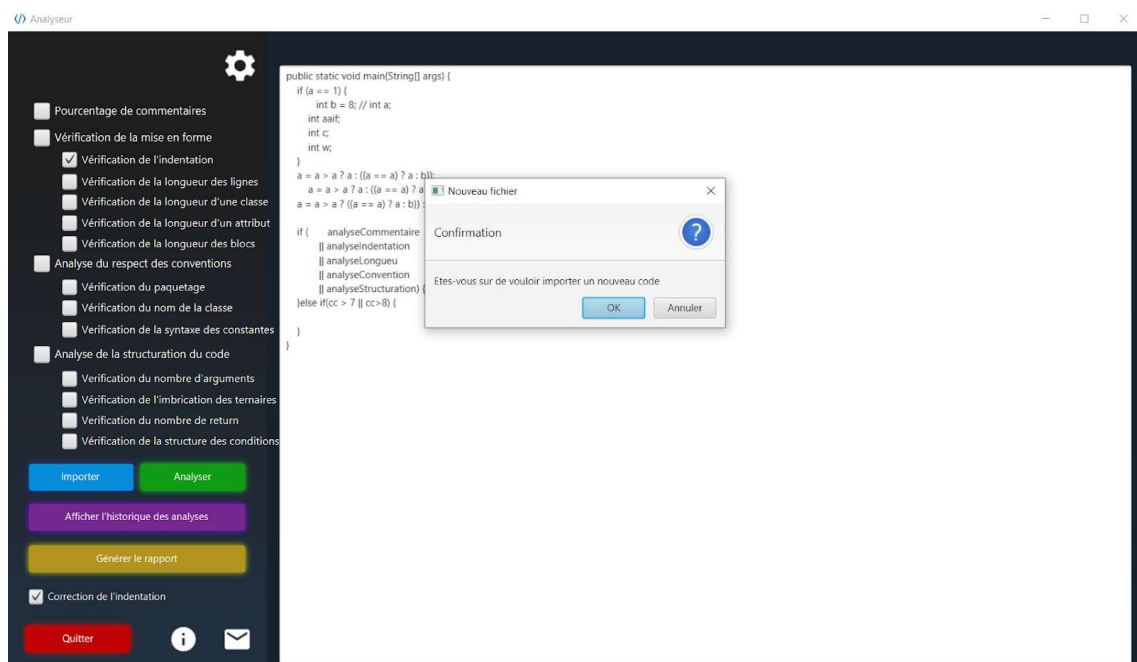 Analyseur
Pourcentage de commentaires
Vérification de la mise en forme
Vérification de l'indentation
Vérification de la longueur des lignes
Vérification de la longueur d'une classe
Vérification de la longueur d'un attribut
Vérification de la longueur des blocs
Analyse du respect des conventions
Vérification du paquetage
Vérification du nom de la classe
Verification de la syntaxe des constantes
Analyse de la structuration du code
Verification du nombre d'arguments
Vérification de l'imbrication des ternaires
Verification du nombre de return
Vérification de la structure des conditions
Importer
Analyser
Afficher l'historique des analyses
Générer le rapport
Correction de l'indentation
Quitter
public static void main(String[] args) {
if (a == 1) {
int b = 8; // int a;
int aaif;
int c;
int w;
}
a = a > a ? a : ((a == a) ? a : b));
a = a > a ? a : ((a == a) ? a
a = a > a ? ((a == a) ? a : b)) :
if ( analyseCommentaire
|| analyseIndentation
|| analyseLongueu
|| analyseConvention
|| analyseStructuration) {
}else if(cc > 7 || cc>8) {
}
}
Nouveau fichier
Confirmation
Etes-vous sur de vouloir importer un nouveau code
OK
Annuler